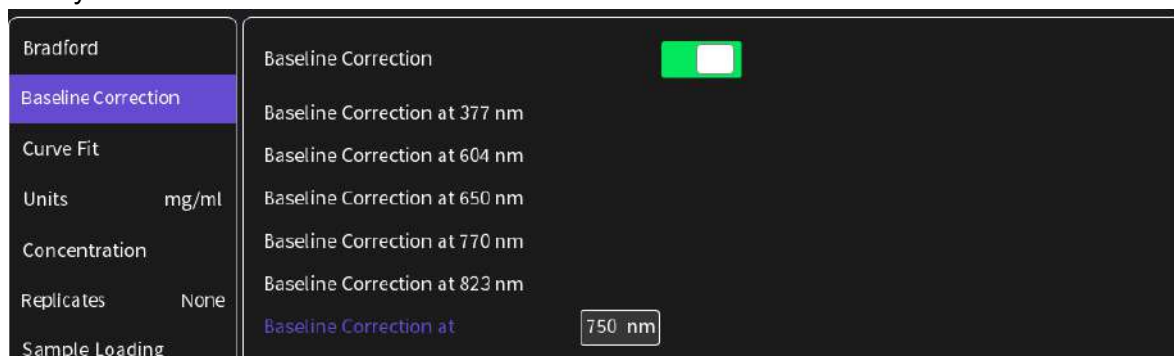 Bradford
Baseline Correction
Curve Fit
Units mg/ml
Concentration
Replicates None
Sample Loading
Baseline Correction
Baseline Correction at 377 nm
Baseline Correction at 604 nm
Baseline Correction at 650 nm
Baseline Correction at 770 nm
Baseline Correction at 823 nm
Baseline Correction at 750 nm